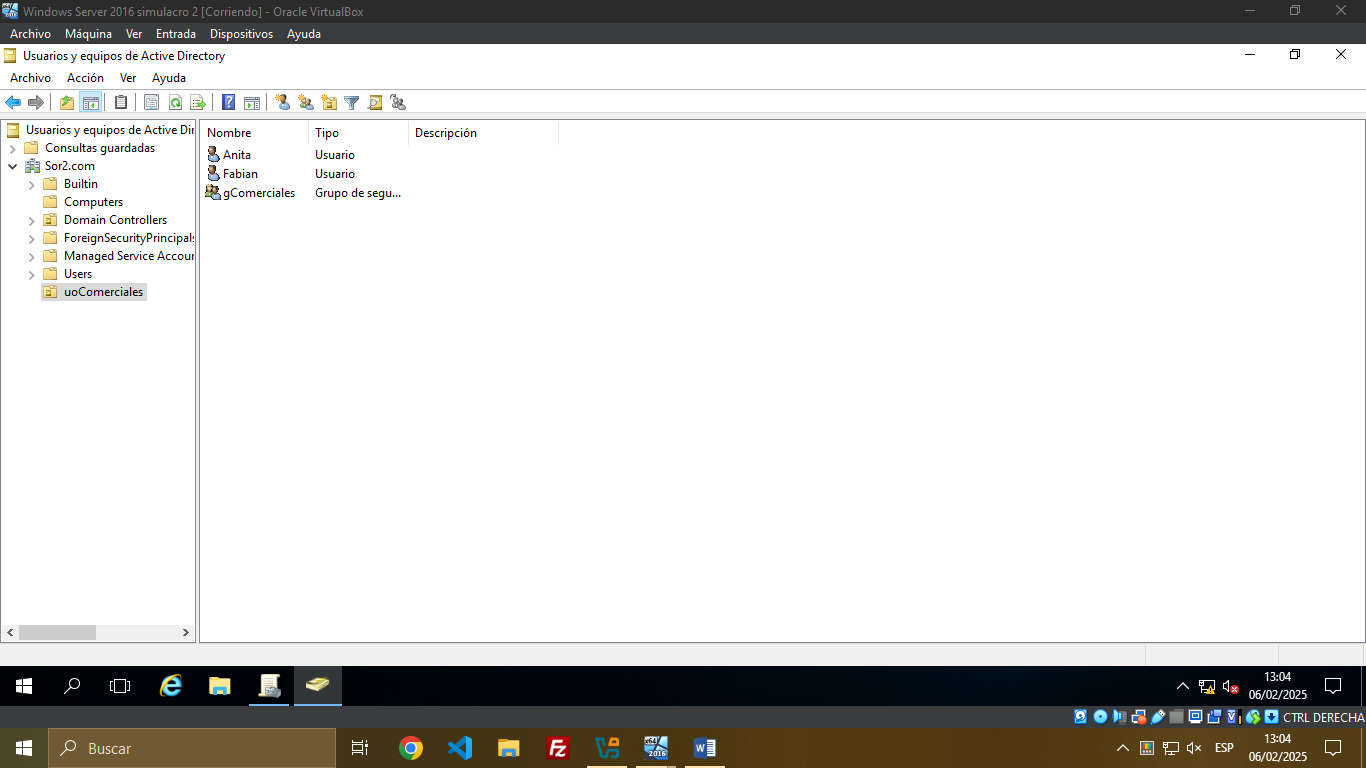 Windows Server 2016 simulacro 2 [Corriendo] - Oracle VirtualBox
Archivo Máquina Ver Entrada Dispositivos Ayuda
Usuarios y equipos de Active Directory
Archivo Acción Ver Ayuda
Usuarios y equipos de Active Dir
Consultas guardadas
Sor2.com
Builtin
Computers
Domain Controllers
ForeignSecurityPrincipals
Managed Service Accoun
Users
uoComerciales
Nombre Tipo Descripción
Anita Usuario
Fabian Usuario
gComerciales Grupo de segu...
13:04
06/02/2025
CTRL DERECHA
Buscar
ESP
13:04
06/02/2025